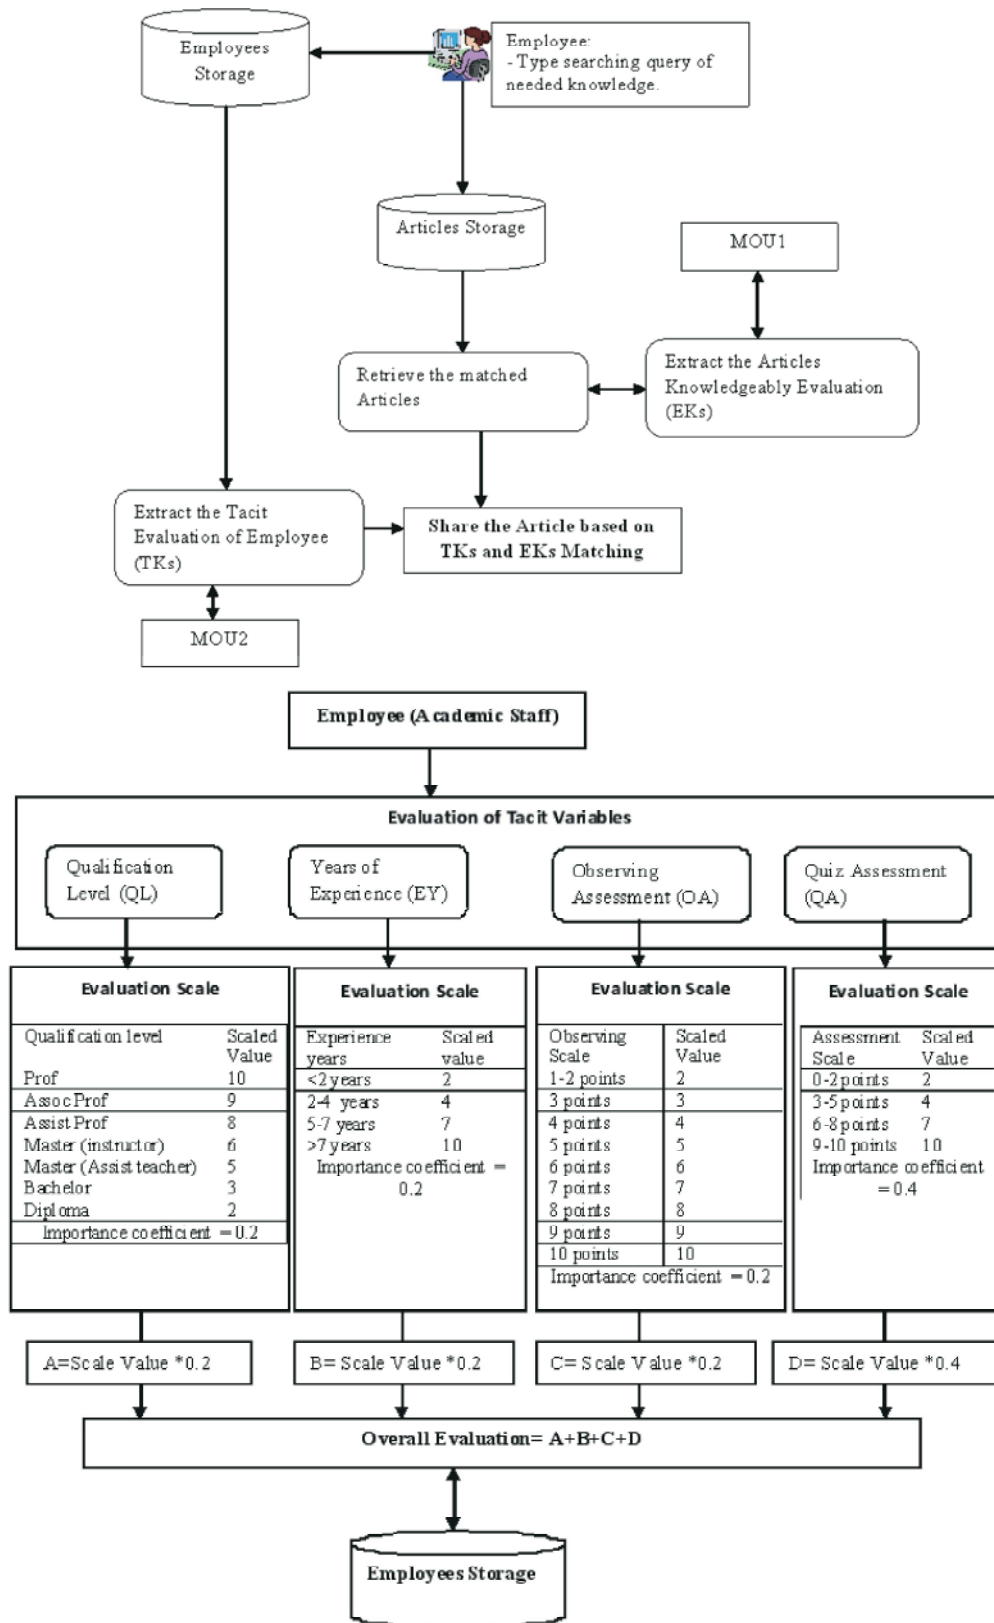 Employees
Storage
Employee:
- Type searching query of
needed knowledge.
Articles Storage
MOU1
Retrieve the matched
Articles
Extract the Articles
Knowledgeably Evaluation
(EKs)
Extract the Tacit
Evaluation of Employee
(TKs)
Share the Article based on
TKs and EKs Matching
MOU2
Employee (Academic Staff)
Evaluation of Tacit Variables
Qualification
Level (QL)
Years of
Experience (EY)
Observing
Assessment (OA)
Quiz Assessment
(QA)
Evaluation Scale
Qualification level Scaled
Value
Prof 10
Assoc Prof 9
Assist Prof 8
Master (instructor) 6
Master (Assist teacher) 5
Bachelor 3
Diploma 2
Importance coefficient = 0.2
Evaluation Scale
Experience Scaled
years value
<2 years 2
2-4 years 4
5-7 years 7
>7 years 10
Importance coefficient =
0.2
Evaluation Scale
Observing Scaled
Scale Value
1-2 points 2
3 points 3
4 points 4
5 points 5
6 points 6
7 points 7
8 points 8
9 points 9
10 points 10
Importance coefficient = 0.2
Evaluation Scale
Assessment Scaled
Scale Value
0-2 points 2
3-5 points 4
6-8 points 7
9-10 points 10
Importance coefficient
= 0.4
A=Scale Value *0.2
B= Scale Value *0.2
C= Scale Value *0.2
D= Scale Value *0.4
Overall Evaluation= A+B+C+D
Employees Storage